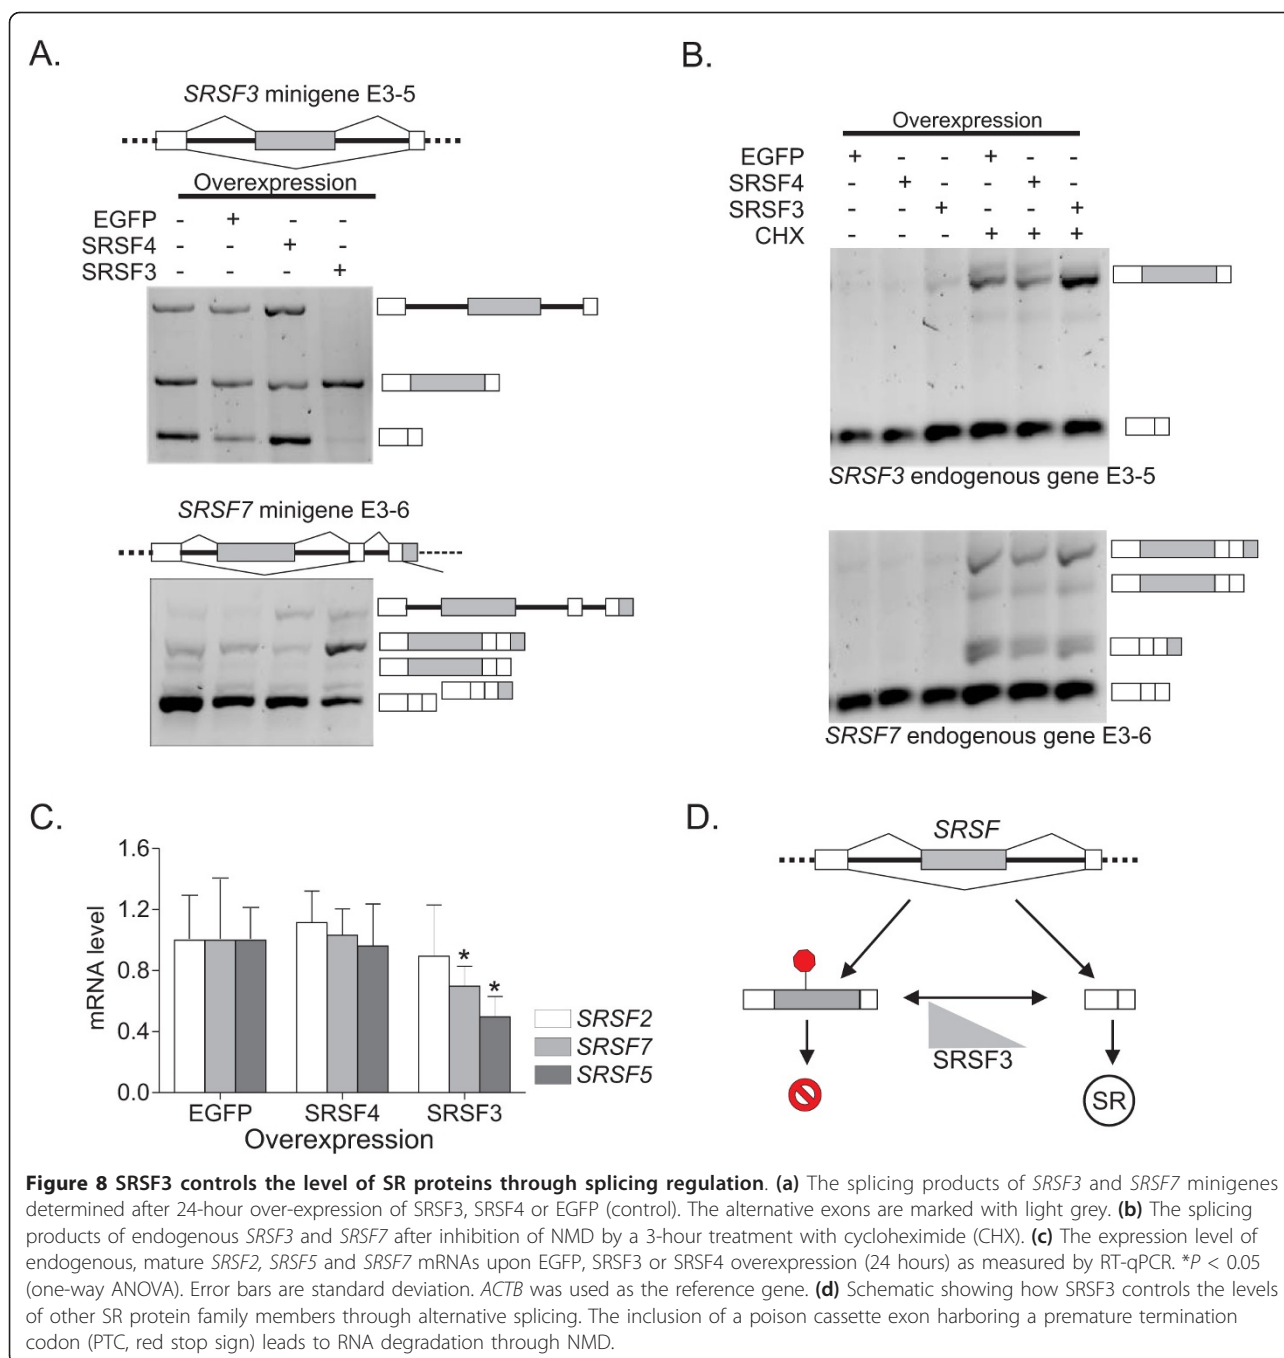 A.
SRSF3 minigene E3-5
Overexpression
EGFP - + - -
SRSF4 - - + -
SRSF3 - - - +
SRSF7 minigene E3-6
B.
Overexpression
EGFP + - - + - -
SRSF4 - + - - + -
SRSF3 - - + - - +
CHX - - - + + +
SRSF3 endogenous gene E3-5
SRSF7 endogenous gene E3-6
C.
mRNA level
1.6
1.2
0.8
0.4
0.0
* *
EGFP SRSF4 SRSF3
Overexpression
SRSF2
SRSF7
SRSF5
D.
SRSF
SRSF3
SR
Figure 8 SRSF3 controls the level of SR proteins through splicing regulation. (a) The splicing products of SRSF3 and SRSF7 minigenes
determined after 24-hour over-expression of SRSF3, SRSF4 or EGFP (control). The alternative exons are marked with light grey. (b) The splicing
products of endogenous SRSF3 and SRSF7 after inhibition of NMD by a 3-hour treatment with cycloheximide (CHX). (c) The expression level of
endogenous, mature SRSF2, SRSF5 and SRSF7 mRNAs upon EGFP, SRSF3 or SRSF4 overexpression (24 hours) as measured by RT-qPCR. *P < 0.05
(one-way ANOVA). Error bars are standard deviation. ACTB was used as the reference gene. (d) Schematic showing how SRSF3 controls the levels
of other SR protein family members through alternative splicing. The inclusion of a poison cassette exon harboring a premature termination
codon (PTC, red stop sign) leads to RNA degradation through NMD.